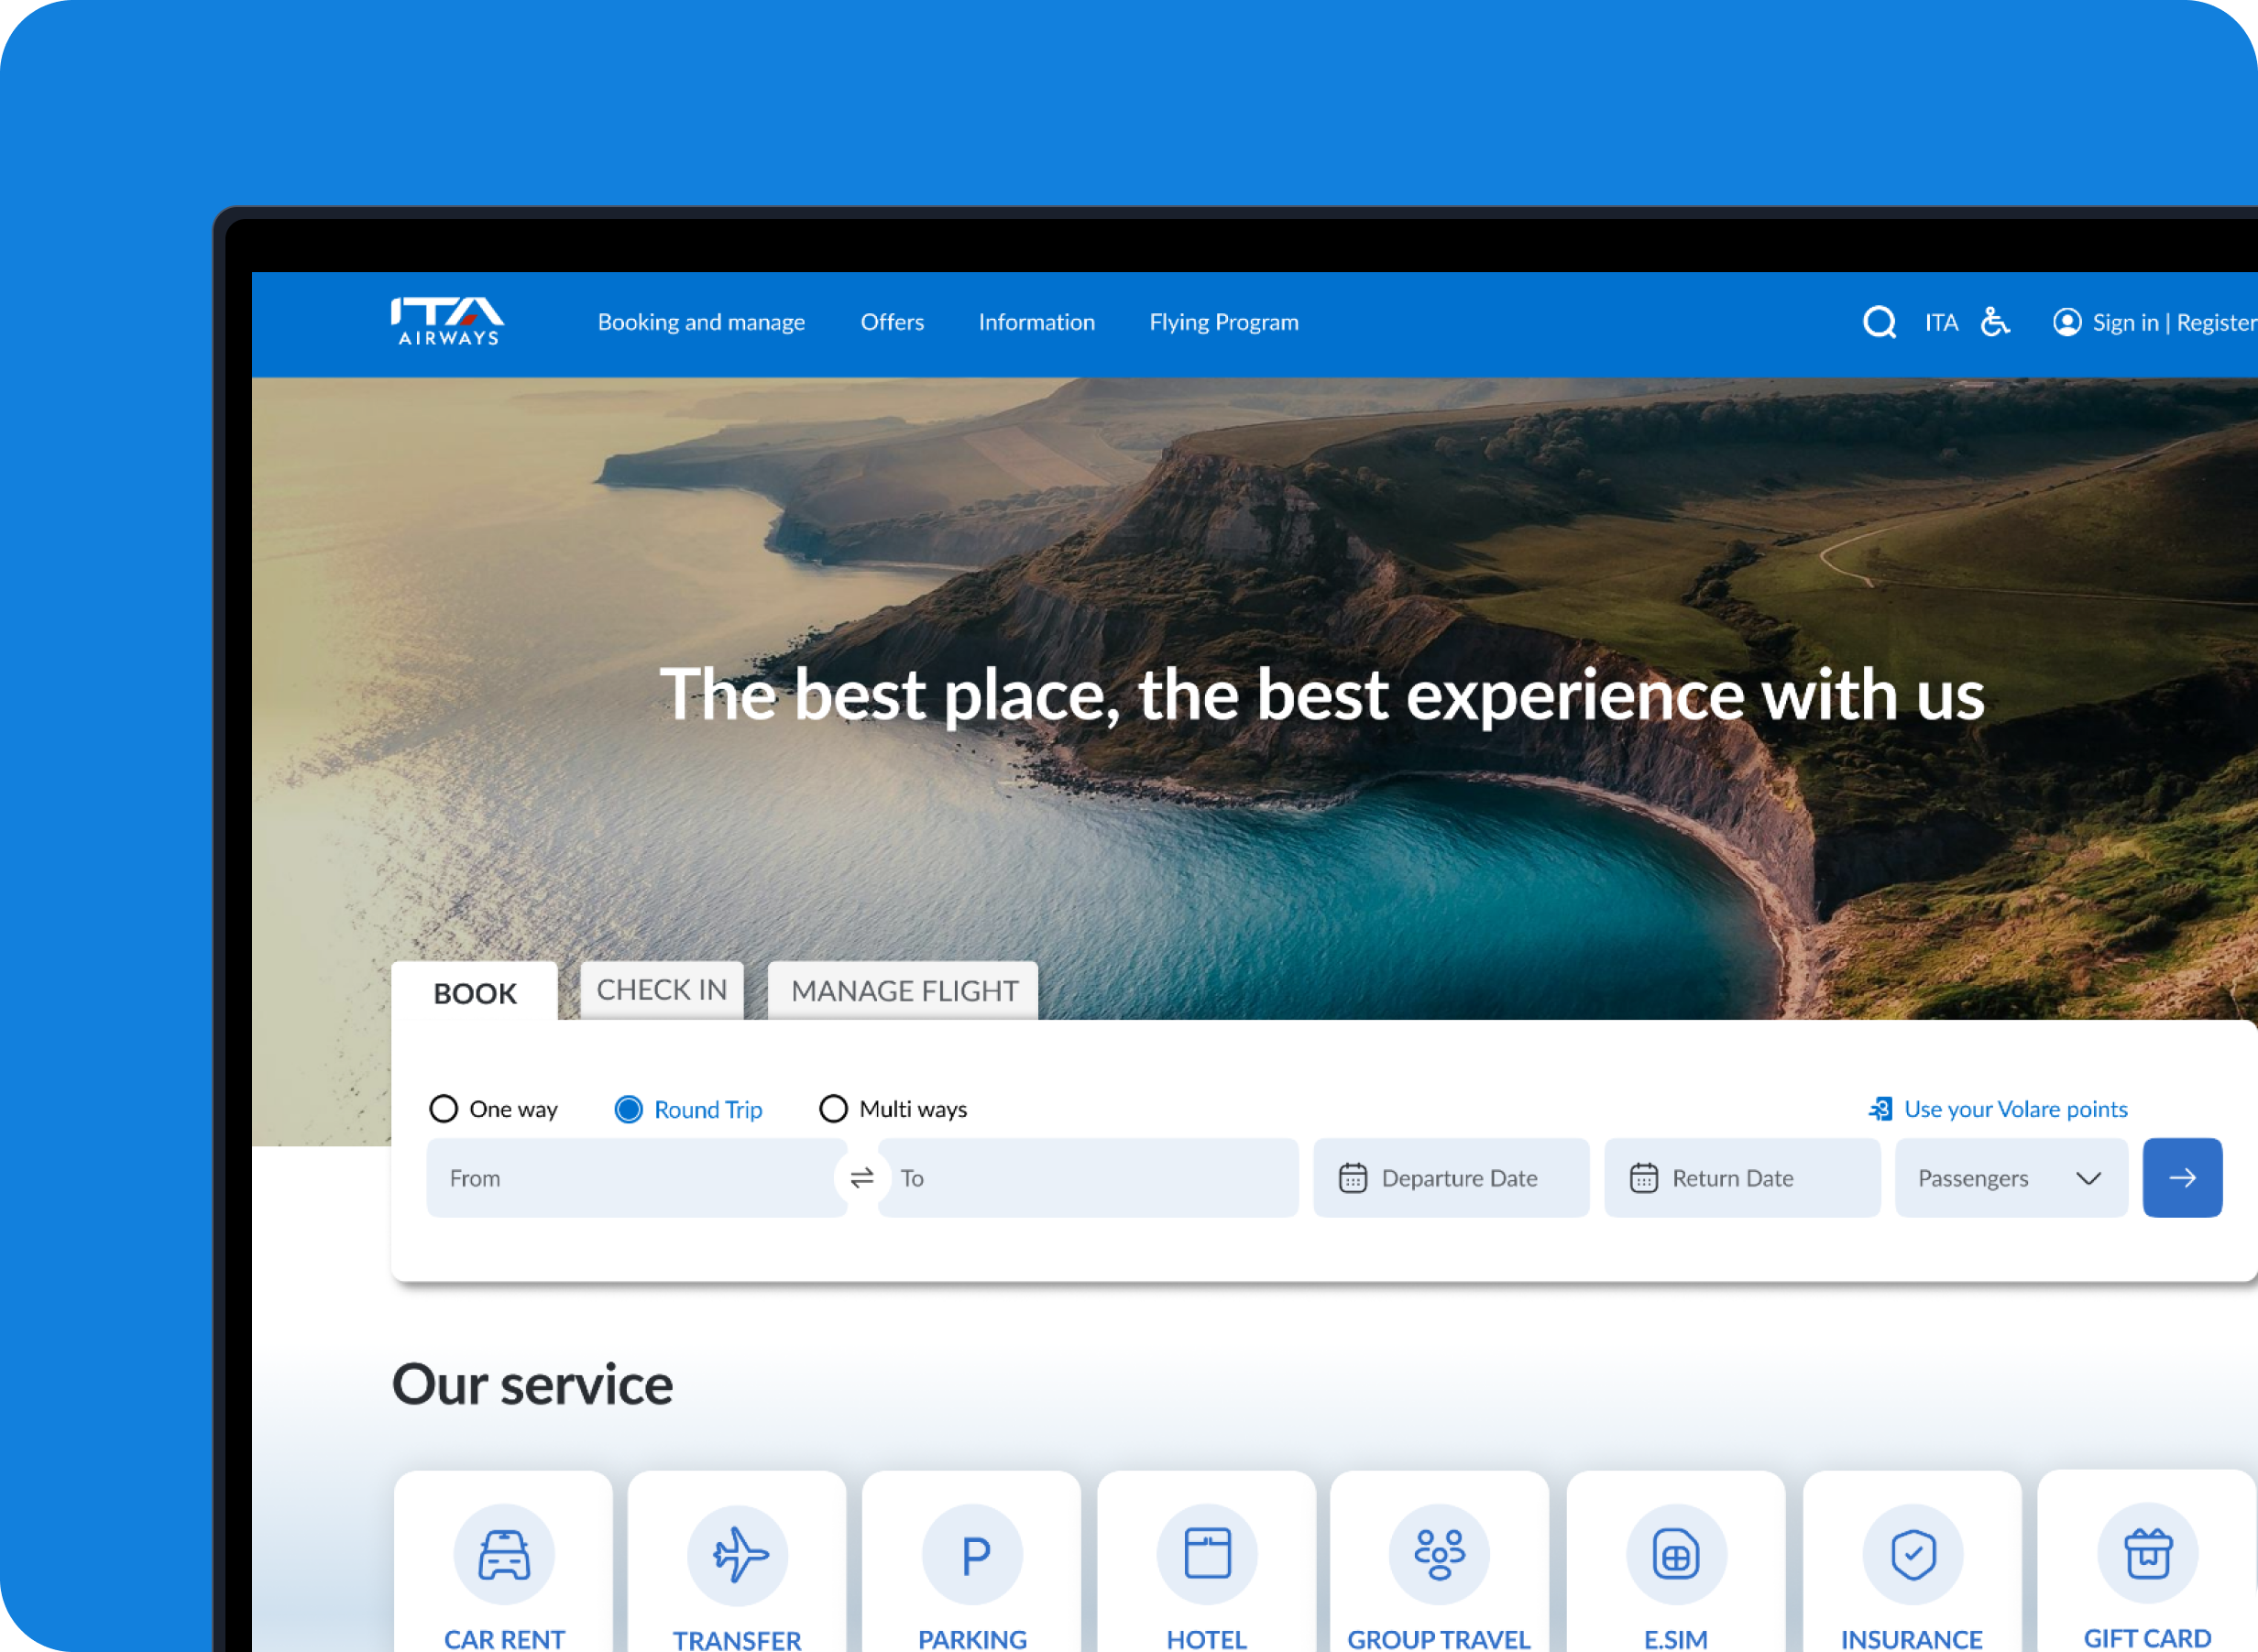 ITA
AIRWAYS
Booking and manage Offers Information Flying Program ITA Sign in | Register
The best place, the best experience with us
BOOK CHECK IN MANAGE FLIGHT
One way Round Trip Multi ways Use your Volare points
From To Departure Date Return Date Passengers
Our service
P
CAR RENT TRANSFER PARKING HOTEL GROUP TRAVEL E.SIM INSURANCE GIFT CARD